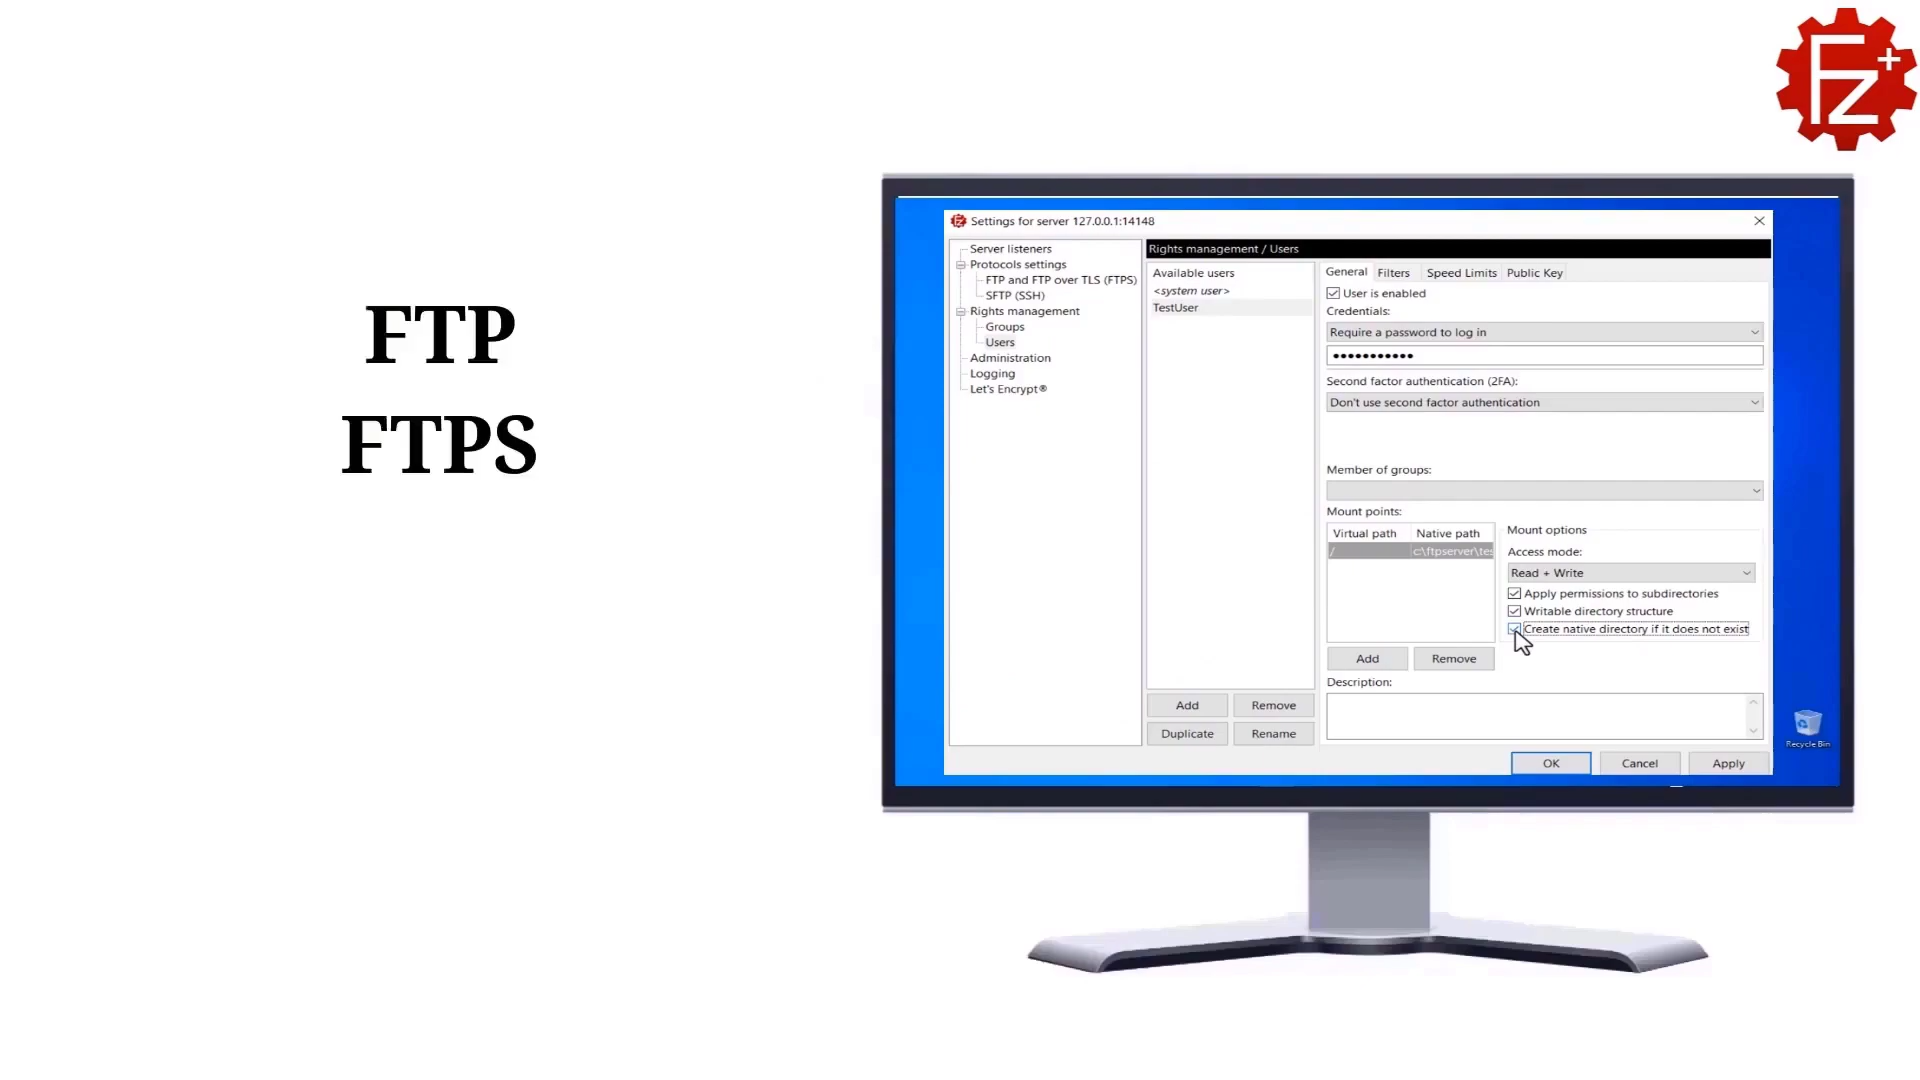 FTP
FTPS
Fz+
Settings for server 127.0.0.1:14148
Server listeners
Protocols settings
FTP and FTP over TLS (FTPS)
SFTP (SSH)
Rights management
Groups
Users
Administration
Logging
Let's Encrypt®
Rights management / Users
Available users
<system user>
TestUser
Add
Remove
Duplicate
Rename
General
Filters
Speed Limits
Public Key
User is enabled
Credentials:
Require a password to log in
Second factor authentication (2FA):
Don't use second factor authentication
Member of groups:
Mount points:
Virtual path
Native path
/
c:\ftpserver\tes
Add
Remove
Mount options
Access mode:
Read + Write
Apply permissions to subdirectories
Writable directory structure
Create native directory if it does not exist
Description:
OK
Cancel
Apply
Recycle Bin